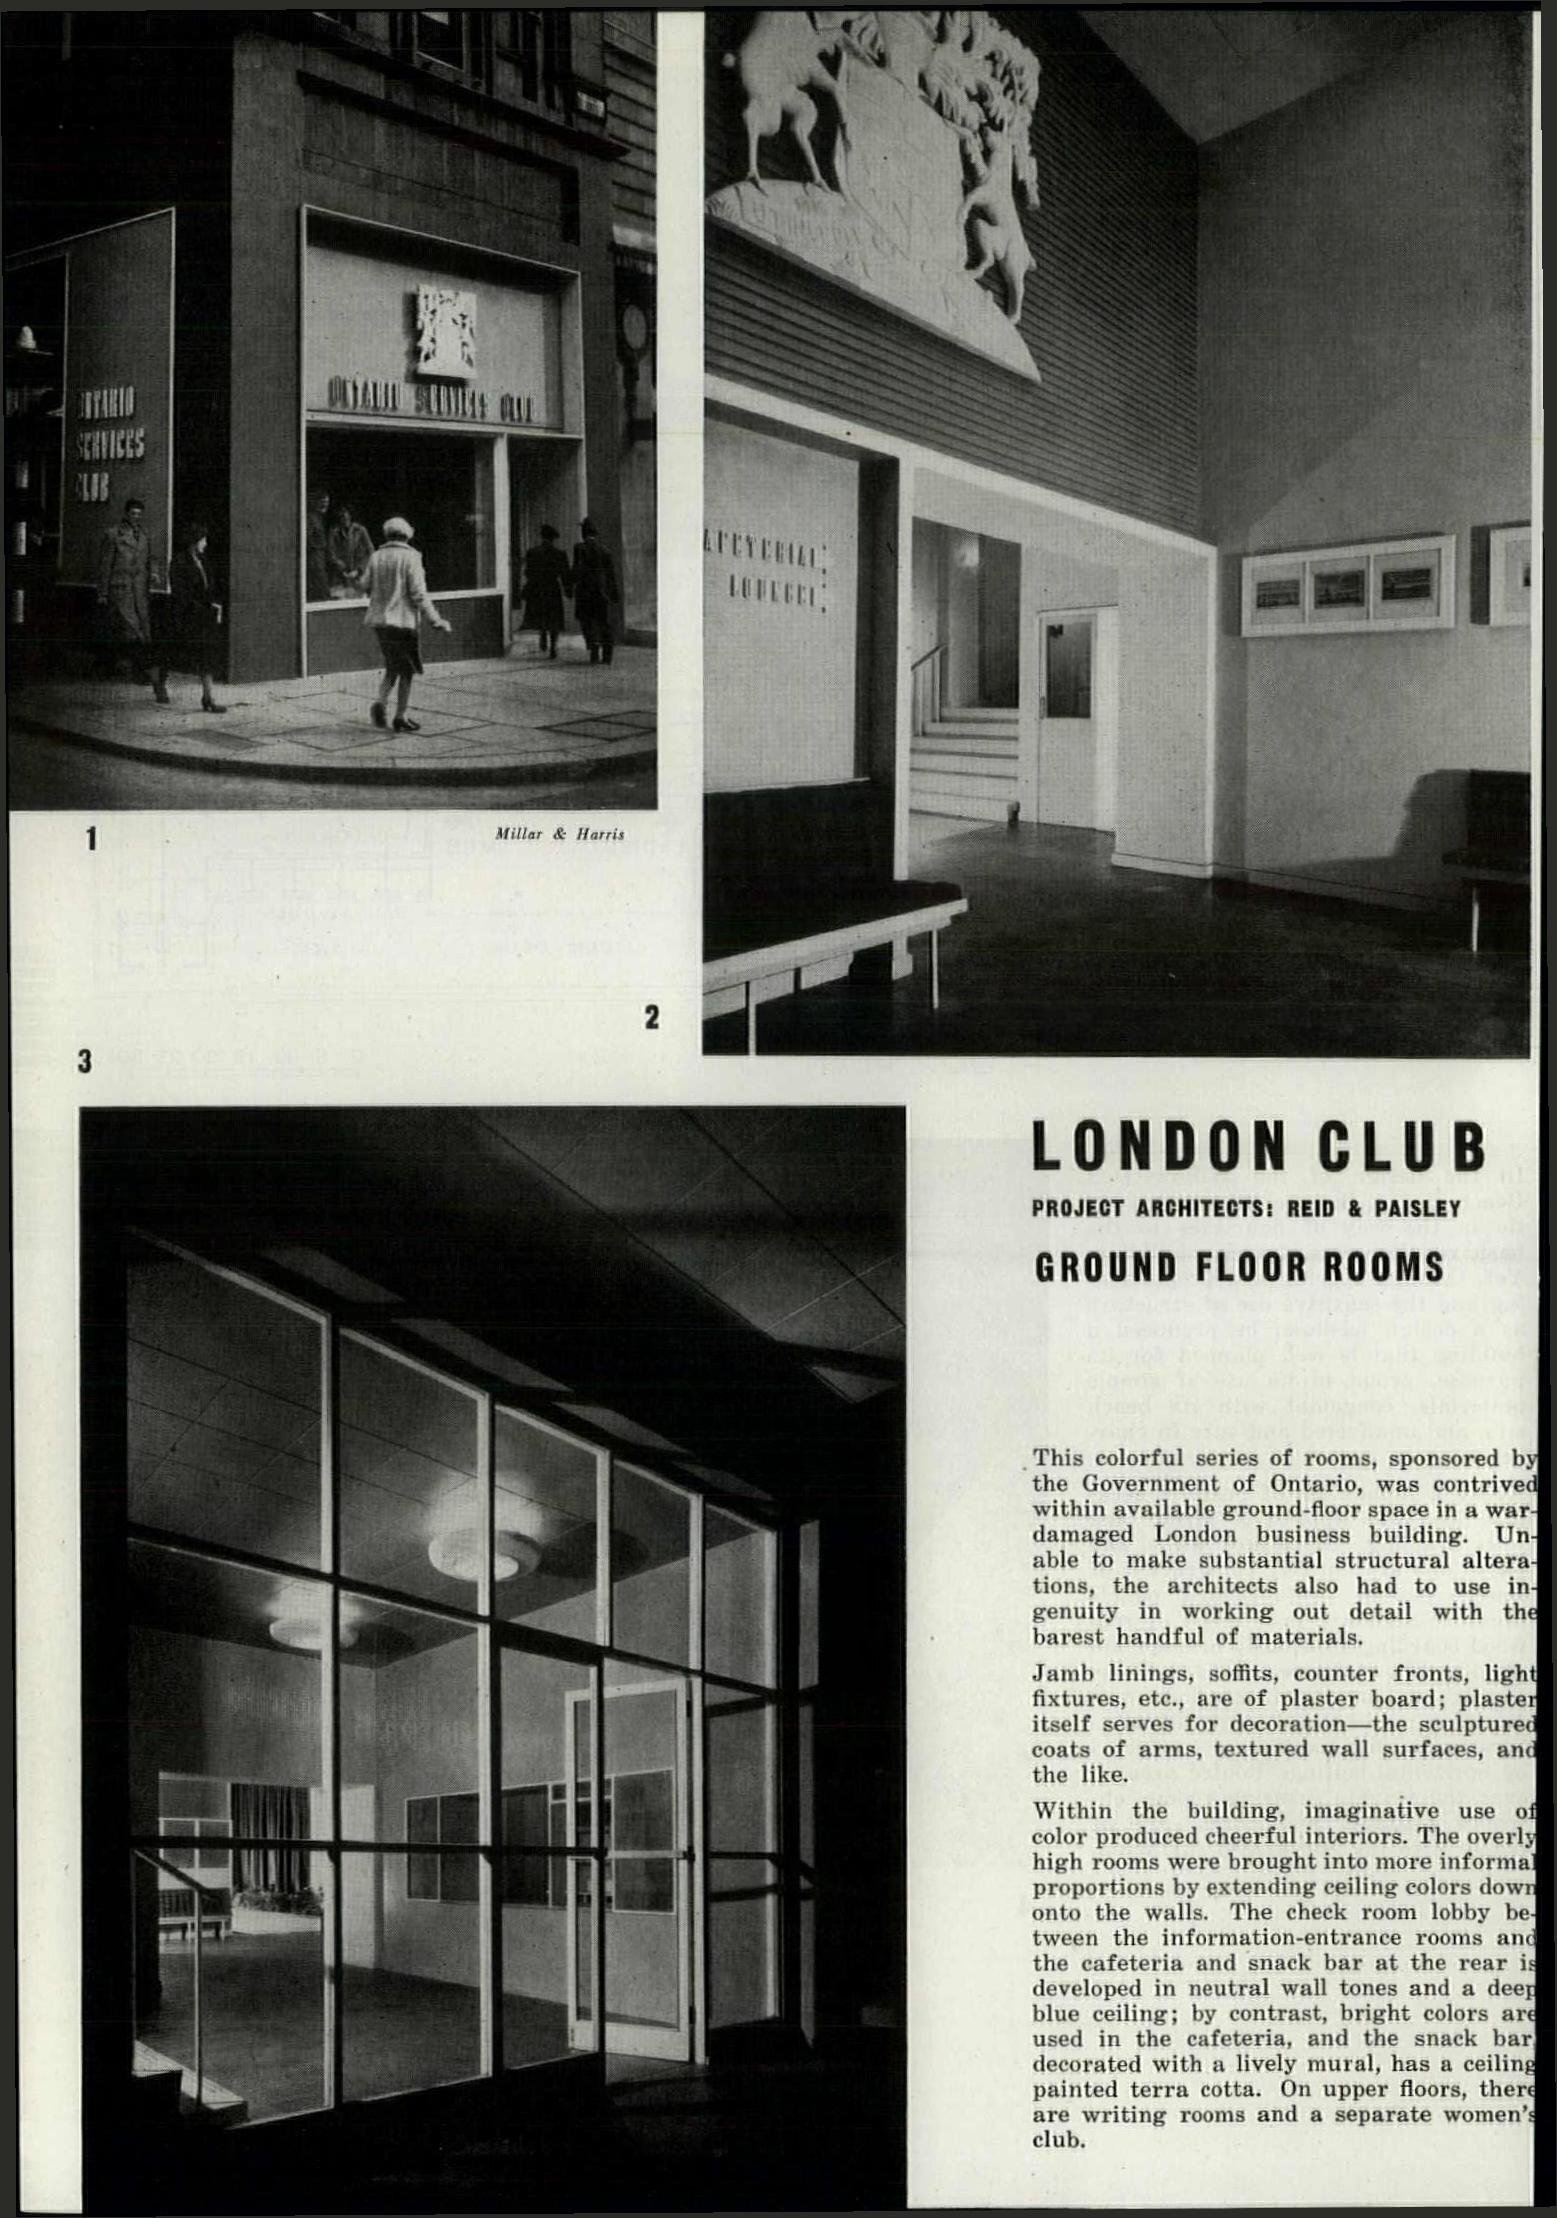 ONTARIO
SERVICES
CLUB
ONTARIO SERVICES CLUB
1
Millar & Harris
2
3
LONDON CLUB
PROJECT ARCHITECTS: REID & PAISLEY
GROUND FLOOR ROOMS
This colorful series of rooms, sponsored by
the Government of Ontario, was contrived
within available ground-floor space in a war-
damaged London business building. Un-
able to make substantial structural altera-
tions, the architects also had to use in-
genuity in working out detail with the
barest handful of materials.
Jamb linings, soffits, counter fronts, light
fixtures, etc., are of plaster board; plaster
itself serves for decoration—the sculptured
coats of arms, textured wall surfaces, and
the like.
Within the building, imaginative use of
color produced cheerful interiors. The overly
high rooms were brought into more informal
proportions by extending ceiling colors down
onto the walls. The check room lobby be-
tween the information-entrance rooms and
the cafeteria and snack bar at the rear is
developed in neutral wall tones and a deep
blue ceiling; by contrast, bright colors are
used in the cafeteria, and the snack bar,
decorated with a lively mural, has a ceiling
painted terra cotta. On upper floors, there
are writing rooms and a separate women's
club.